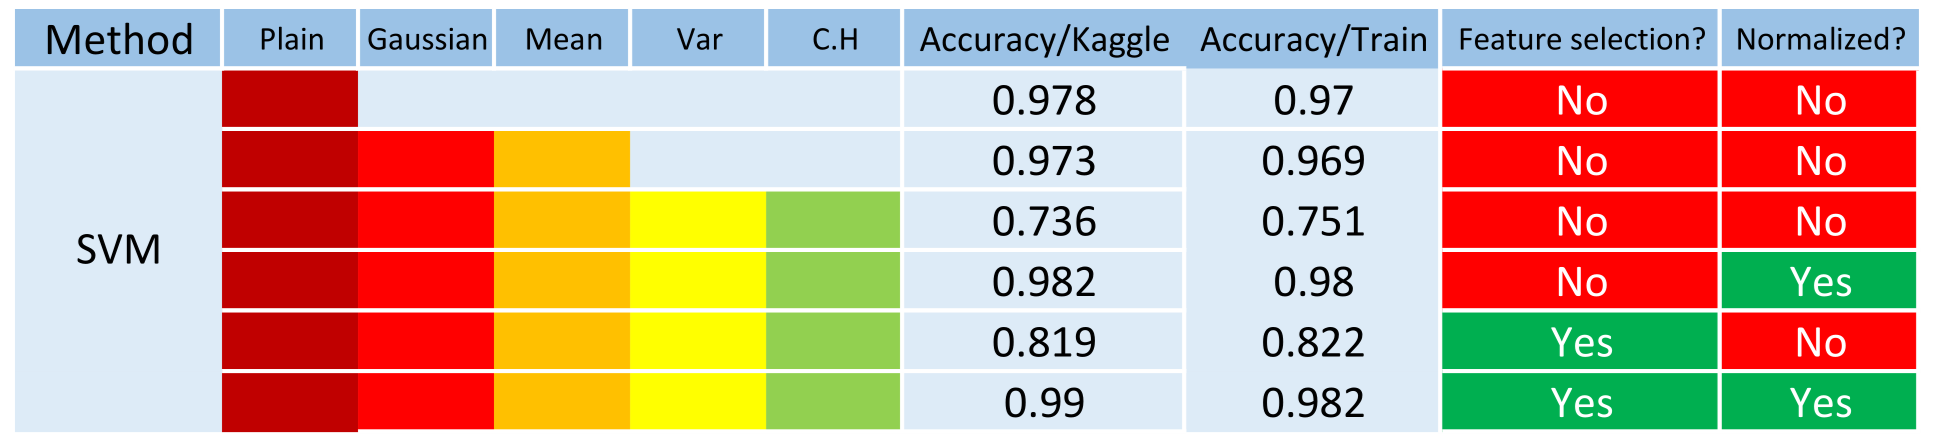 Method Plain Gaussian Mean Var C.H Accuracy/Kaggle Accuracy/Train Feature selection? Normalized?
SVM
0.978 0.97 No No
0.973 0.969 No No
0.736 0.751 No No
0.982 0.98 No Yes
0.819 0.822 Yes No
0.99 0.982 Yes Yes